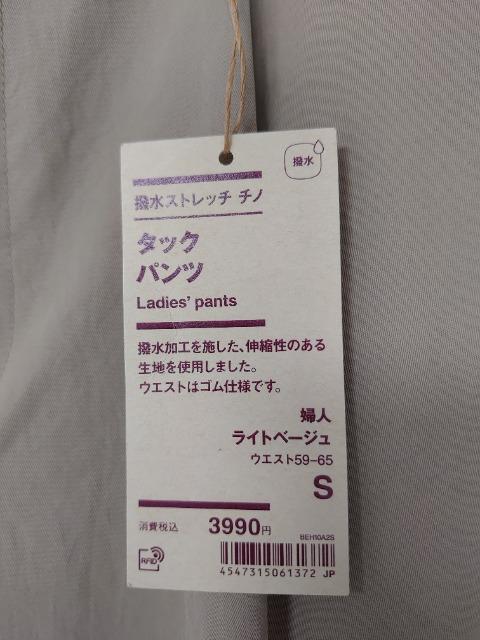 撥水
撥水ストレッチ チノ
タック
パンツ
Ladies' pants
撥水加工を施した、伸縮性のある
生地を使用しました。
ウエストはゴム仕様です。
婦人
ライトベージュ
ウエスト59-65
S
消費税込 3990円
BEH10A2S
RFID
4547315061372 JP